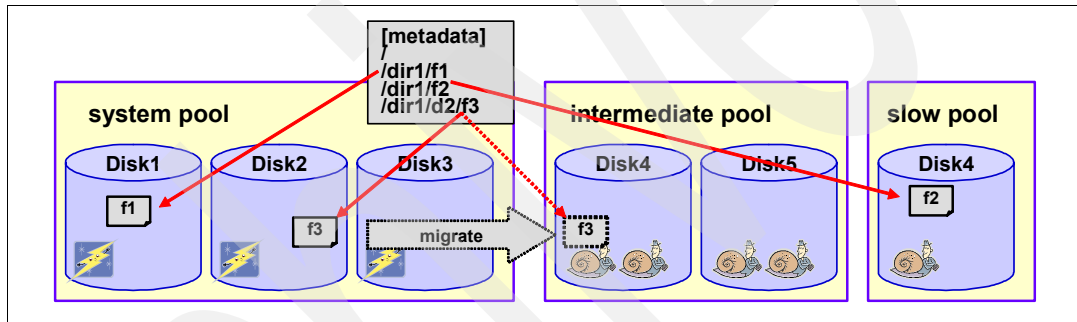 [metadata]
/
/dir1/f1
/dir1/f2
/dir1/d2/f3
system pool
intermediate pool
slow pool
Disk1
Disk2
Disk3
Disk4
Disk5
Disk4
f1
f3
migrate
f3
f2